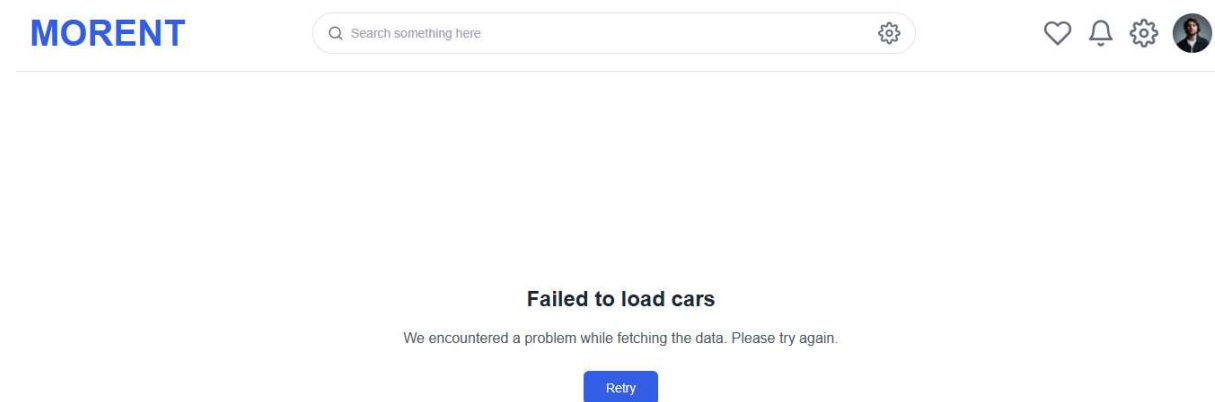 MORENT
Search something here
Failed to load cars
We encountered a problem while fetching the data. Please try again.
Retry